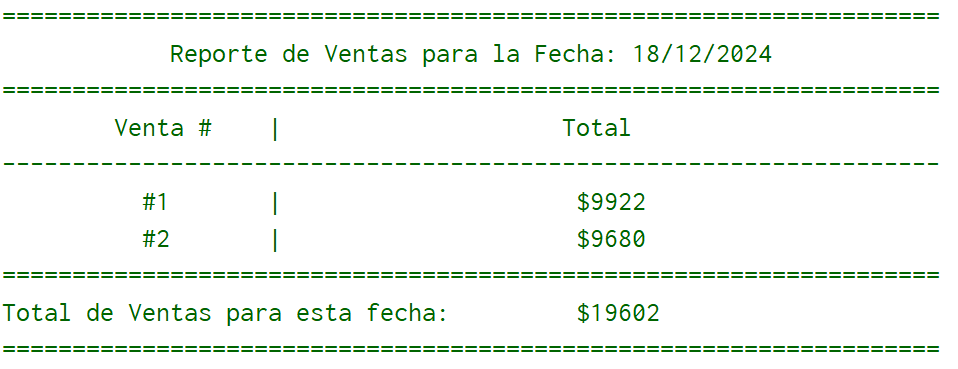 ===================================================================
Reporte de Ventas para la Fecha: 18/12/2024
===================================================================
Venta # | Total
-------------------------------------------------------------------
#1 | $9922
#2 | $9680
===================================================================
Total de Ventas para esta fecha: $19602
===================================================================